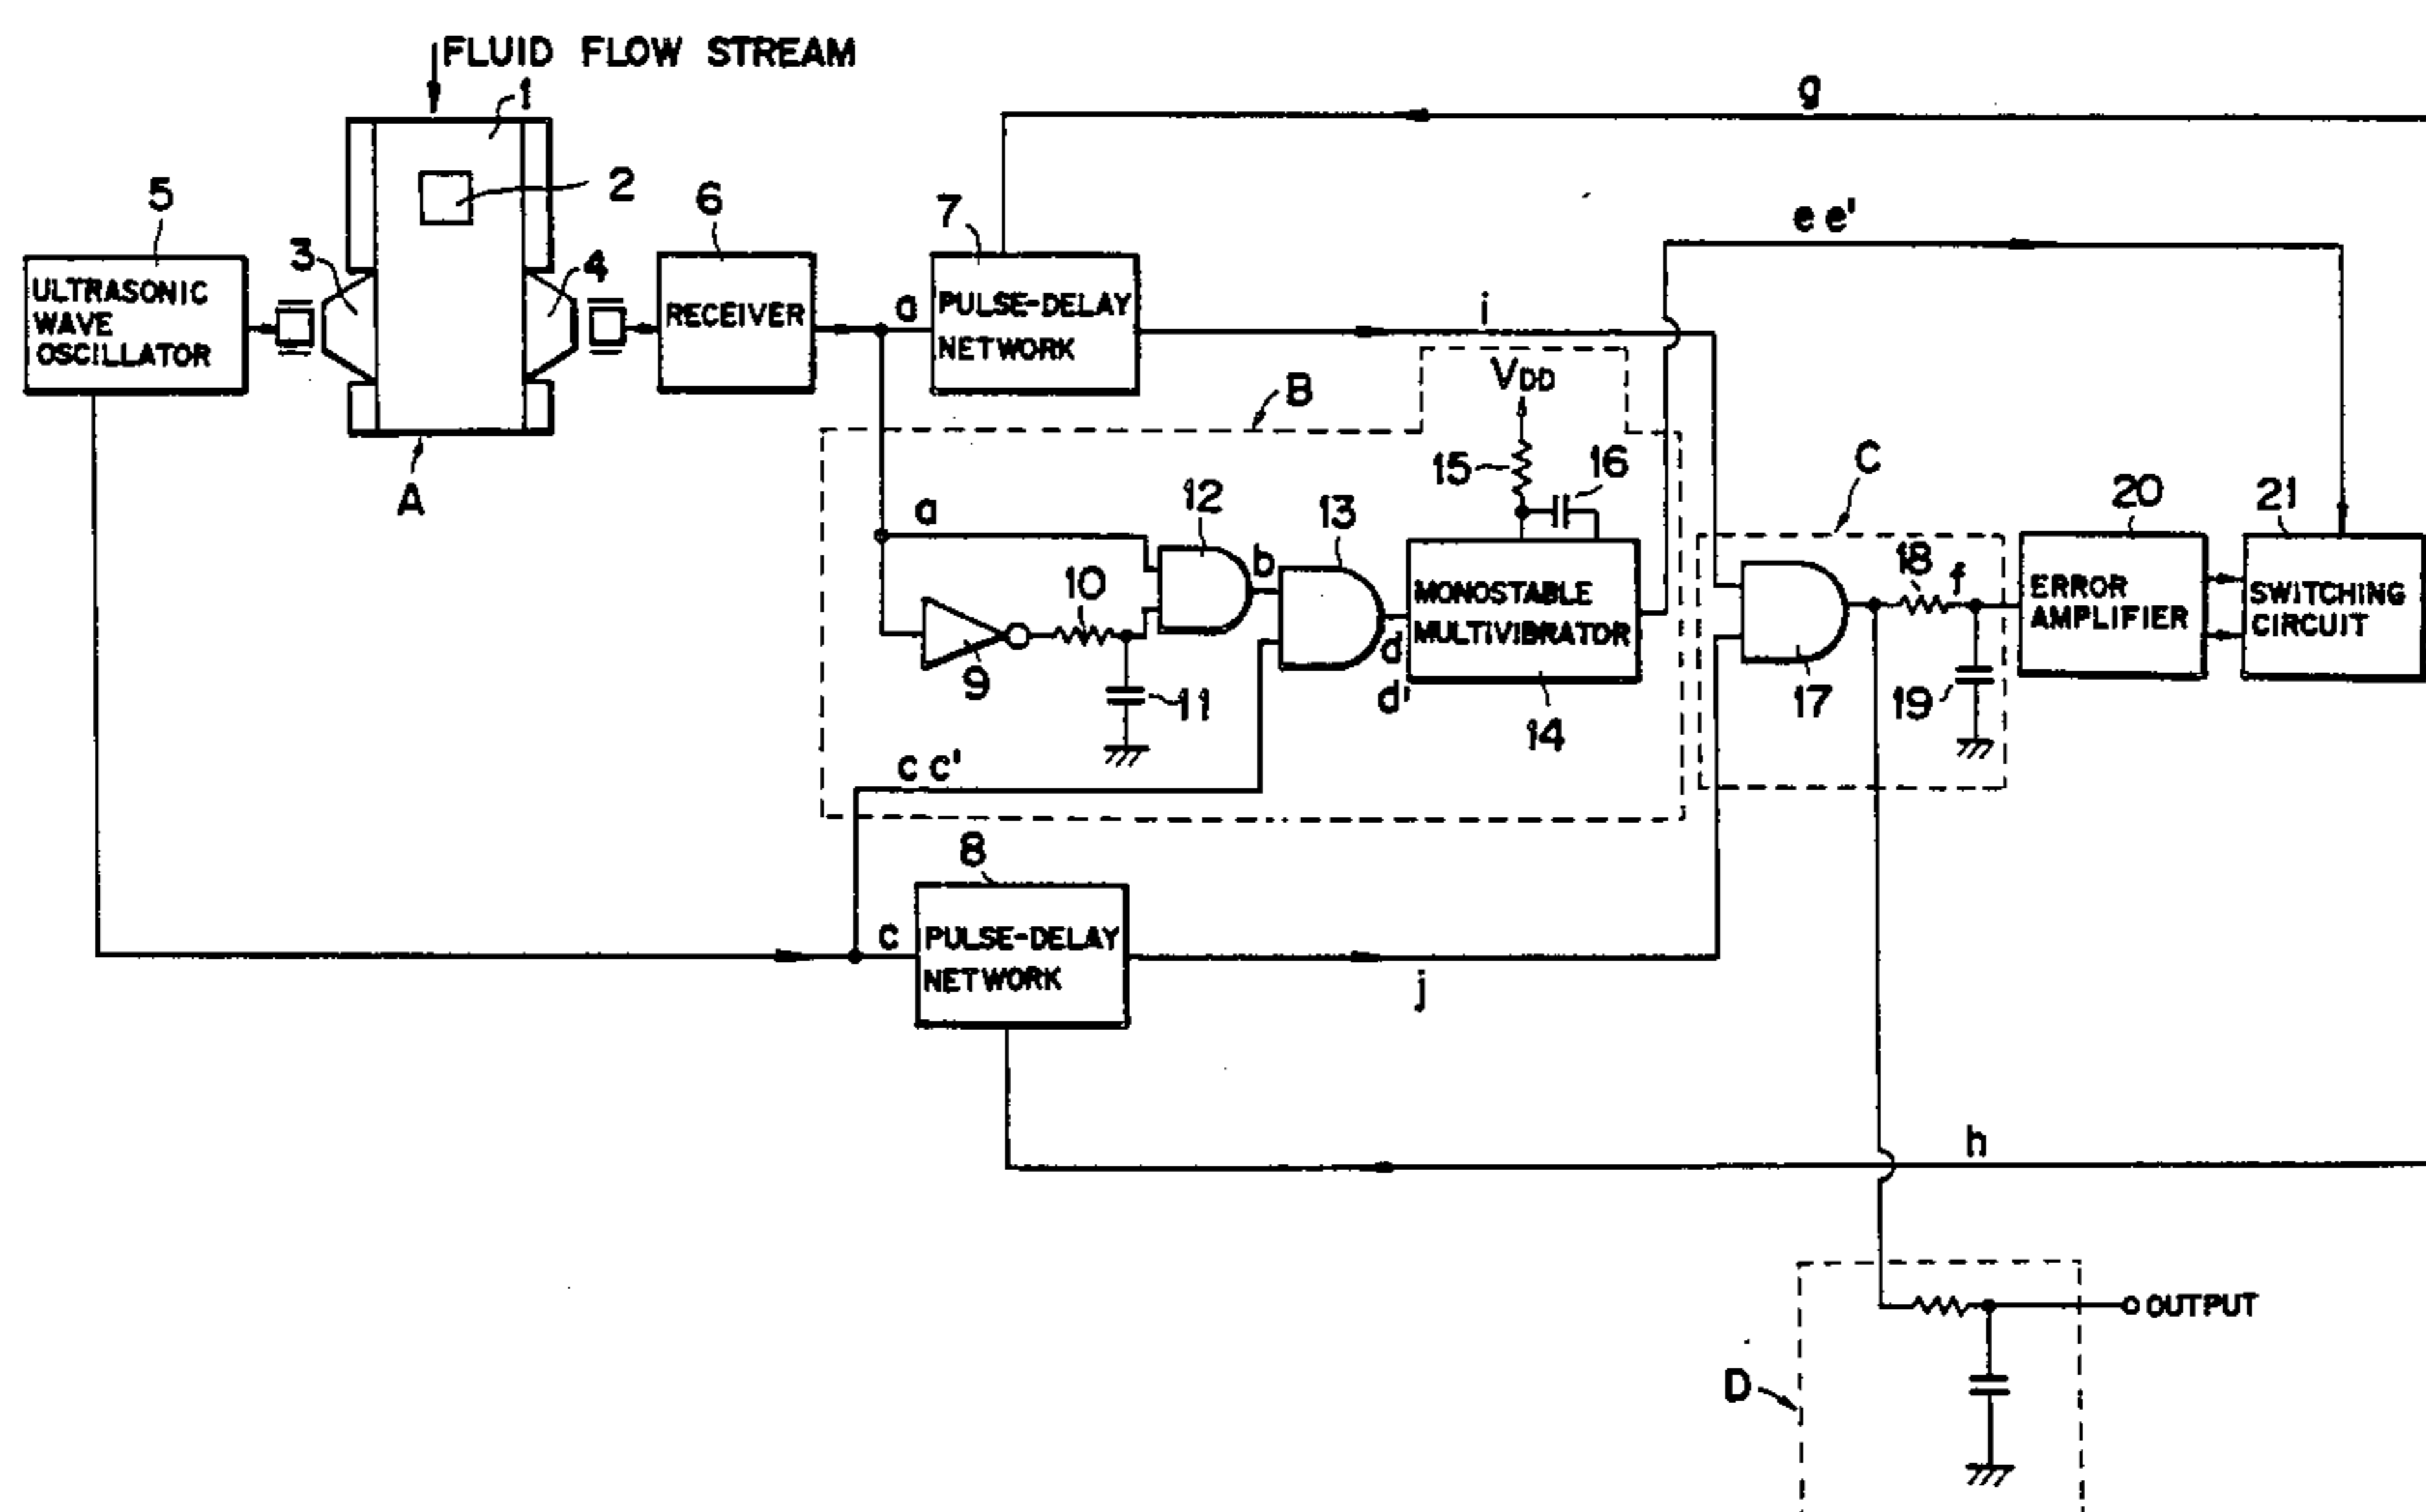 FLUID FLOW STREAM
1
g
2
5
6
7
e e'
3
4
ULTRASONIC
WAVE
OSCILLATOR
RECEIVER
a
PULSE-DELAY
NETWORK
i
VDD
B
A
15
16
C
a
12
13
20
21
10
b
18
f
MONOSTABLE
MULTIVIBRATOR
ERROR
AMPLIFIER
SWITCHING
CIRCUIT
9
11
d
d'
14
17
19
c c'
8
c
PULSE-DELAY
NETWORK
j
h
OUTPUT
D